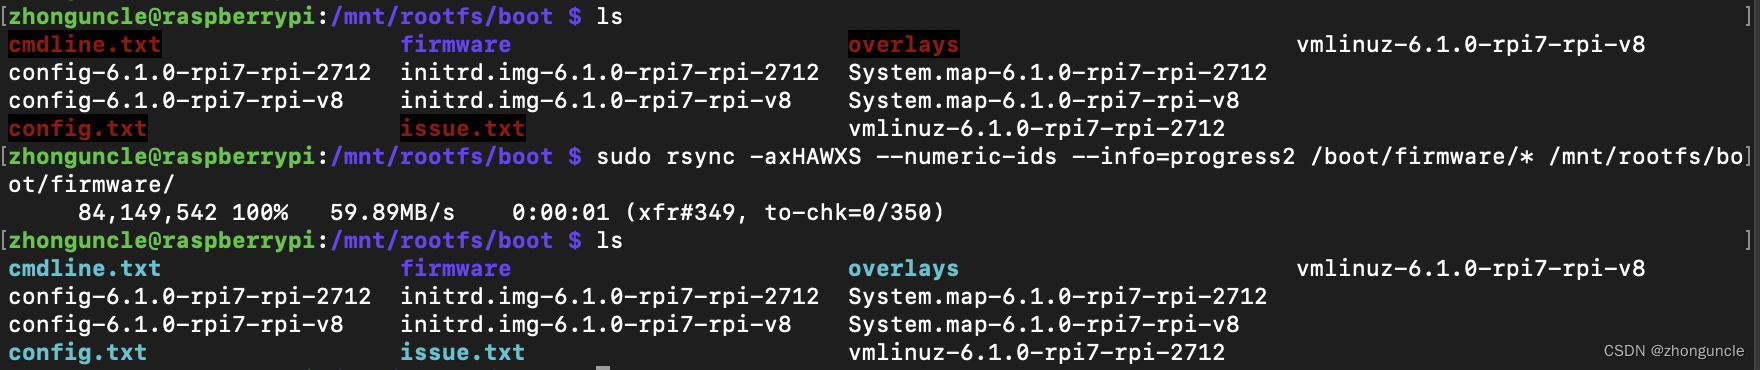 [zhonguncle@raspberrypi:/mnt/rootfs/boot $ ls ]
cmdline.txt firmware overlays vmlinuz-6.1.0-rpi7-rpi-v8
config-6.1.0-rpi7-rpi-2712 initrd.img-6.1.0-rpi7-rpi-2712 System.map-6.1.0-rpi7-rpi-2712
config-6.1.0-rpi7-rpi-v8 initrd.img-6.1.0-rpi7-rpi-v8 System.map-6.1.0-rpi7-rpi-v8
config.txt issue.txt vmlinuz-6.1.0-rpi7-rpi-2712
[zhonguncle@raspberrypi:/mnt/rootfs/boot $ sudo rsync -axHAWXS --numeric-ids --info=progress2 /boot/firmware/* /mnt/rootfs/bo]
ot/firmware/
84,149,542 100% 59.89MB/s 0:00:01 (xfr#349, to-chk=0/350)
[zhonguncle@raspberrypi:/mnt/rootfs/boot $ ls ]
cmdline.txt firmware overlays vmlinuz-6.1.0-rpi7-rpi-v8
config-6.1.0-rpi7-rpi-2712 initrd.img-6.1.0-rpi7-rpi-2712 System.map-6.1.0-rpi7-rpi-2712
config-6.1.0-rpi7-rpi-v8 initrd.img-6.1.0-rpi7-rpi-v8 System.map-6.1.0-rpi7-rpi-v8
config.txt issue.txt vmlinuz-6.1.0-rpi7-rpi-2712
CSDN @zhonguncle